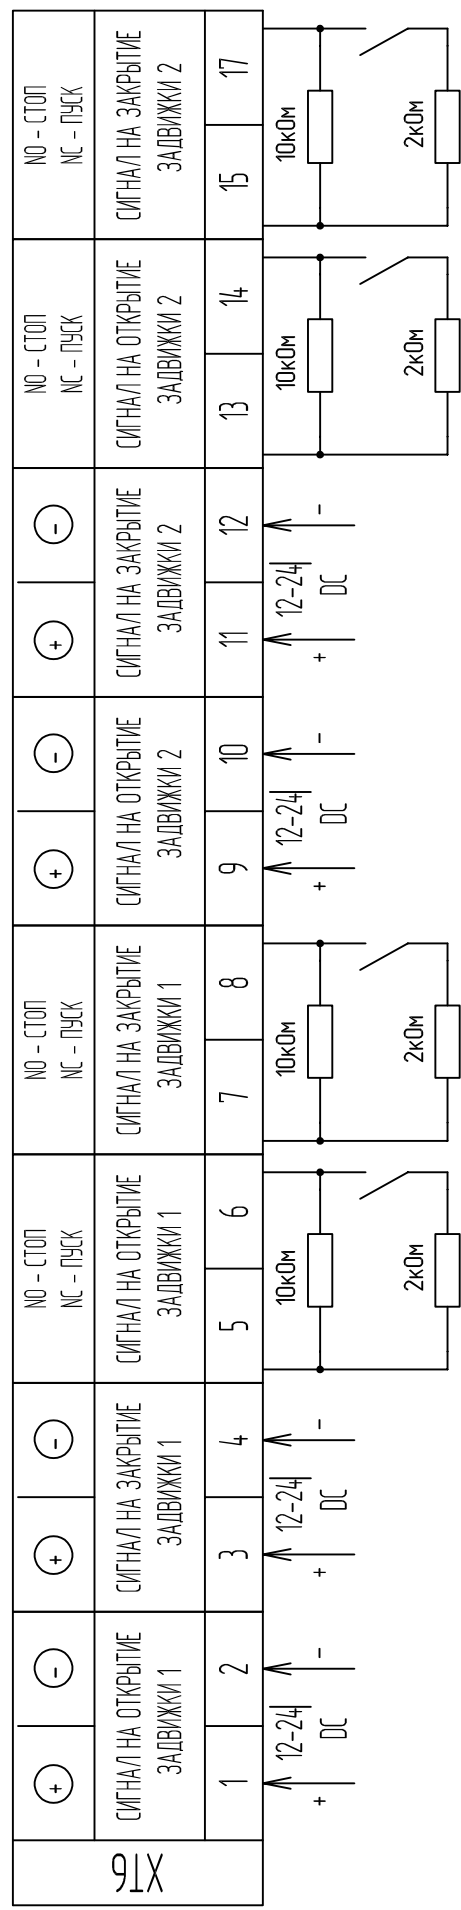 XT6
+
-
СИГНАЛ НА ОТКРЫТИЕ
ЗАДВИЖКИ 1
1
2
12-24
+ DC -
+
-
СИГНАЛ НА ЗАКРЫТИЕ
ЗАДВИЖКИ 1
3
4
12-24
+ DC -
NO - СТОП
NC - ПУСК
СИГНАЛ НА ОТКРЫТИЕ
ЗАДВИЖКИ 1
5
6
10кОм
2кОм
NO - СТОП
NC - ПУСК
СИГНАЛ НА ЗАКРЫТИЕ
ЗАДВИЖКИ 1
7
8
10кОм
2кОм
+
-
СИГНАЛ НА ОТКРЫТИЕ
ЗАДВИЖКИ 2
9
10
12-24
+ DC -
+
-
СИГНАЛ НА ЗАКРЫТИЕ
ЗАДВИЖКИ 2
11
12
12-24
+ DC -
NO - СТОП
NC - ПУСК
СИГНАЛ НА ОТКРЫТИЕ
ЗАДВИЖКИ 2
13
14
10кОм
2кОм
NO - СТОП
NC - ПУСК
СИГНАЛ НА ЗАКРЫТИЕ
ЗАДВИЖКИ 2
15
17
10кОм
2кОм